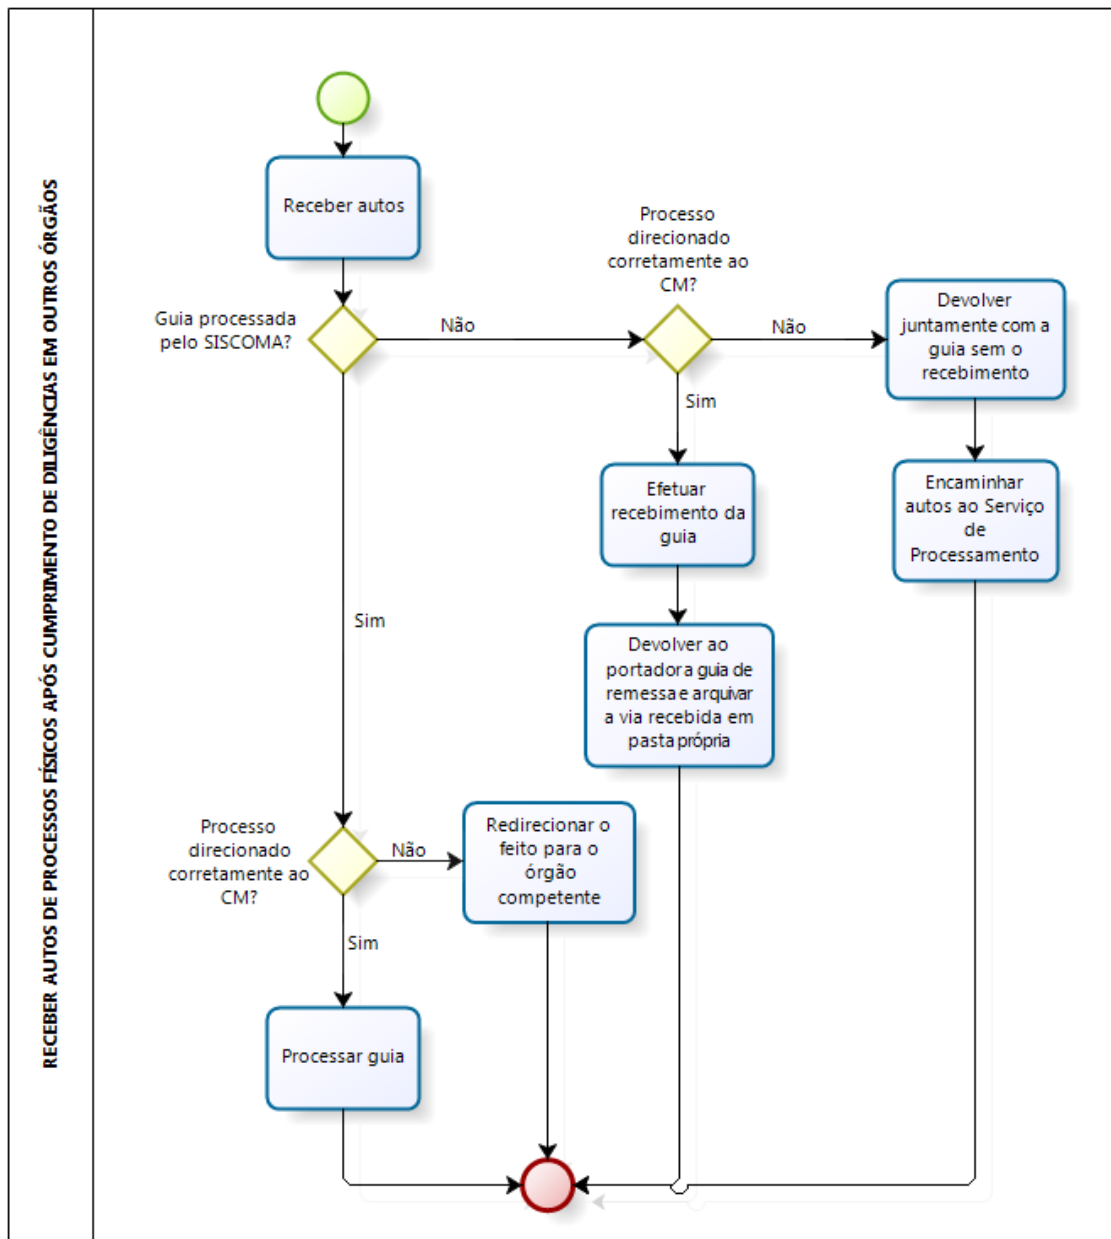 RECEBER AUTOS DE PROCESSOS FÍSICOS APÓS CUMPRIMENTO DE DILIGÊNCIAS EM OUTROS ÓRGÃOS
Receber autos
Guia processada
pelo SISCOMA?
Não
Processo
direcionado
corretamente ao
CM?
Não
Devolver
juntamente com a
guia sem o
recebimento
Encaminhar
autos ao Serviço
de
Processamento
Sim
Efetuar
recebimento da
guia
Devolver ao
portadora guia de
remessa e arquivar
a via recebida em
pasta própria
Sim
Processo
direcionado
corretamente ao
CM?
Não
Redirecionar o
feito para o
órgão
competente
Sim
Processar guia